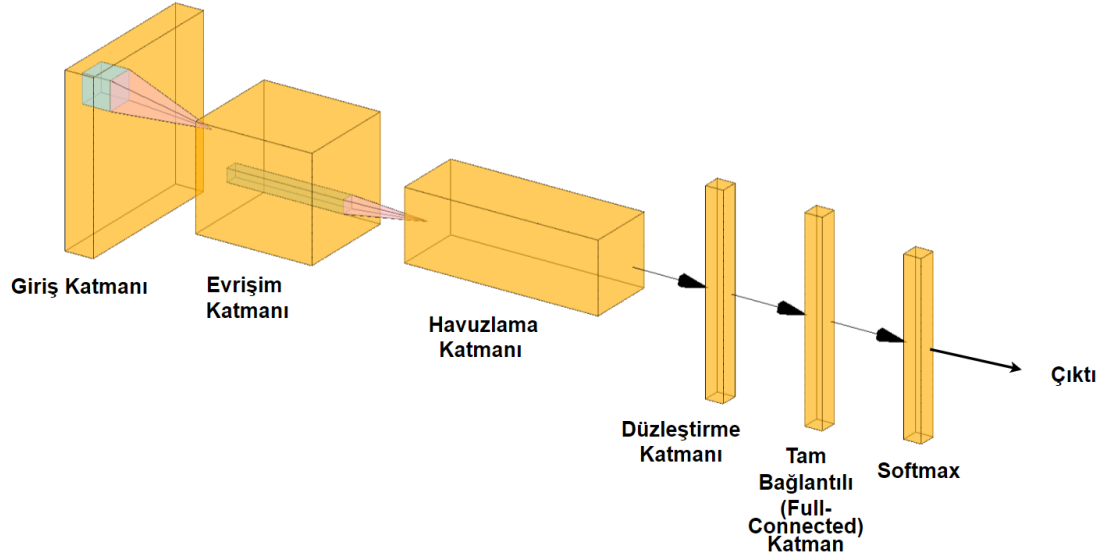 Giriş Katmanı
Evrişim
Katmanı
Havuzlama
Katmanı
Düzleştirme
Katmanı
Tam
Bağlantılı
(Full-
Connected)
Katman
Softmax
Çıktı